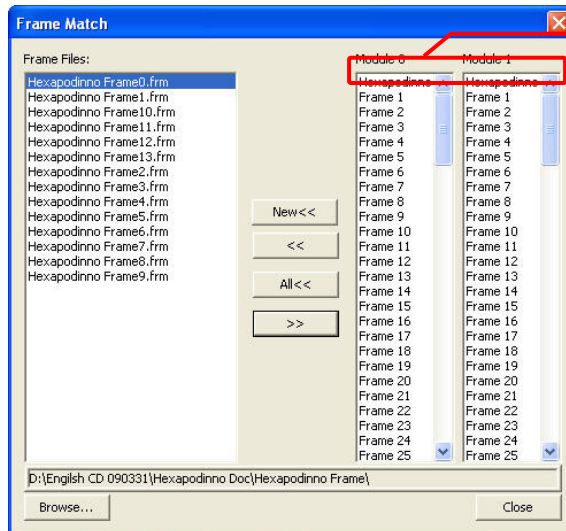 Frame Match
Frame Files:
Hexapodinno Frame0.frm
Hexapodinno Frame1.frm
Hexapodinno Frame10.frm
Hexapodinno Frame11.frm
Hexapodinno Frame12.frm
Hexapodinno Frame13.frm
Hexapodinno Frame2.frm
Hexapodinno Frame3.frm
Hexapodinno Frame4.frm
Hexapodinno Frame5.frm
Hexapodinno Frame6.frm
Hexapodinno Frame7.frm
Hexapodinno Frame8.frm
Hexapodinno Frame9.frm
New<<
<<
All<<
>>
Module 0
Hexapodinno
Frame 1
Frame 2
Frame 3
Frame 4
Frame 5
Frame 6
Frame 7
Frame 8
Frame 9
Frame 10
Frame 11
Frame 12
Frame 13
Frame 14
Frame 15
Frame 16
Frame 17
Frame 18
Frame 19
Frame 20
Frame 21
Frame 22
Frame 23
Frame 24
Frame 25
Module 1
Hexapodinno
Frame 1
Frame 2
Frame 3
Frame 4
Frame 5
Frame 6
Frame 7
Frame 8
Frame 9
Frame 10
Frame 11
Frame 12
Frame 13
Frame 14
Frame 15
Frame 16
Frame 17
Frame 18
Frame 19
Frame 20
Frame 21
Frame 22
Frame 23
Frame 24
Frame 25
D:\Engilsh CD 090331\Hexapodinno Doc\Hexapodinno Frame\
Browse...
Close